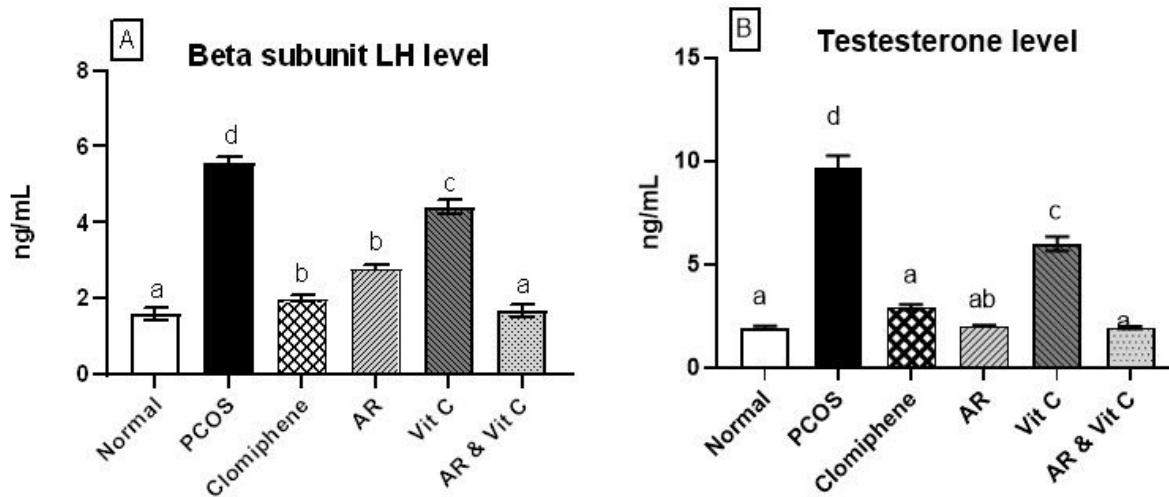 A
Beta subunit LH level
8
6
4
2
0
ng/mL
a
d
b
b
c
a
Normal
PCOS
Clomiphene
AR
Vit C
AR & Vit C
B
Testesterone level
15
10
5
0
ng/mL
a
d
a
ab
c
a
Normal
PCOS
Clomiphene
AR
Vit C
AR & Vit C